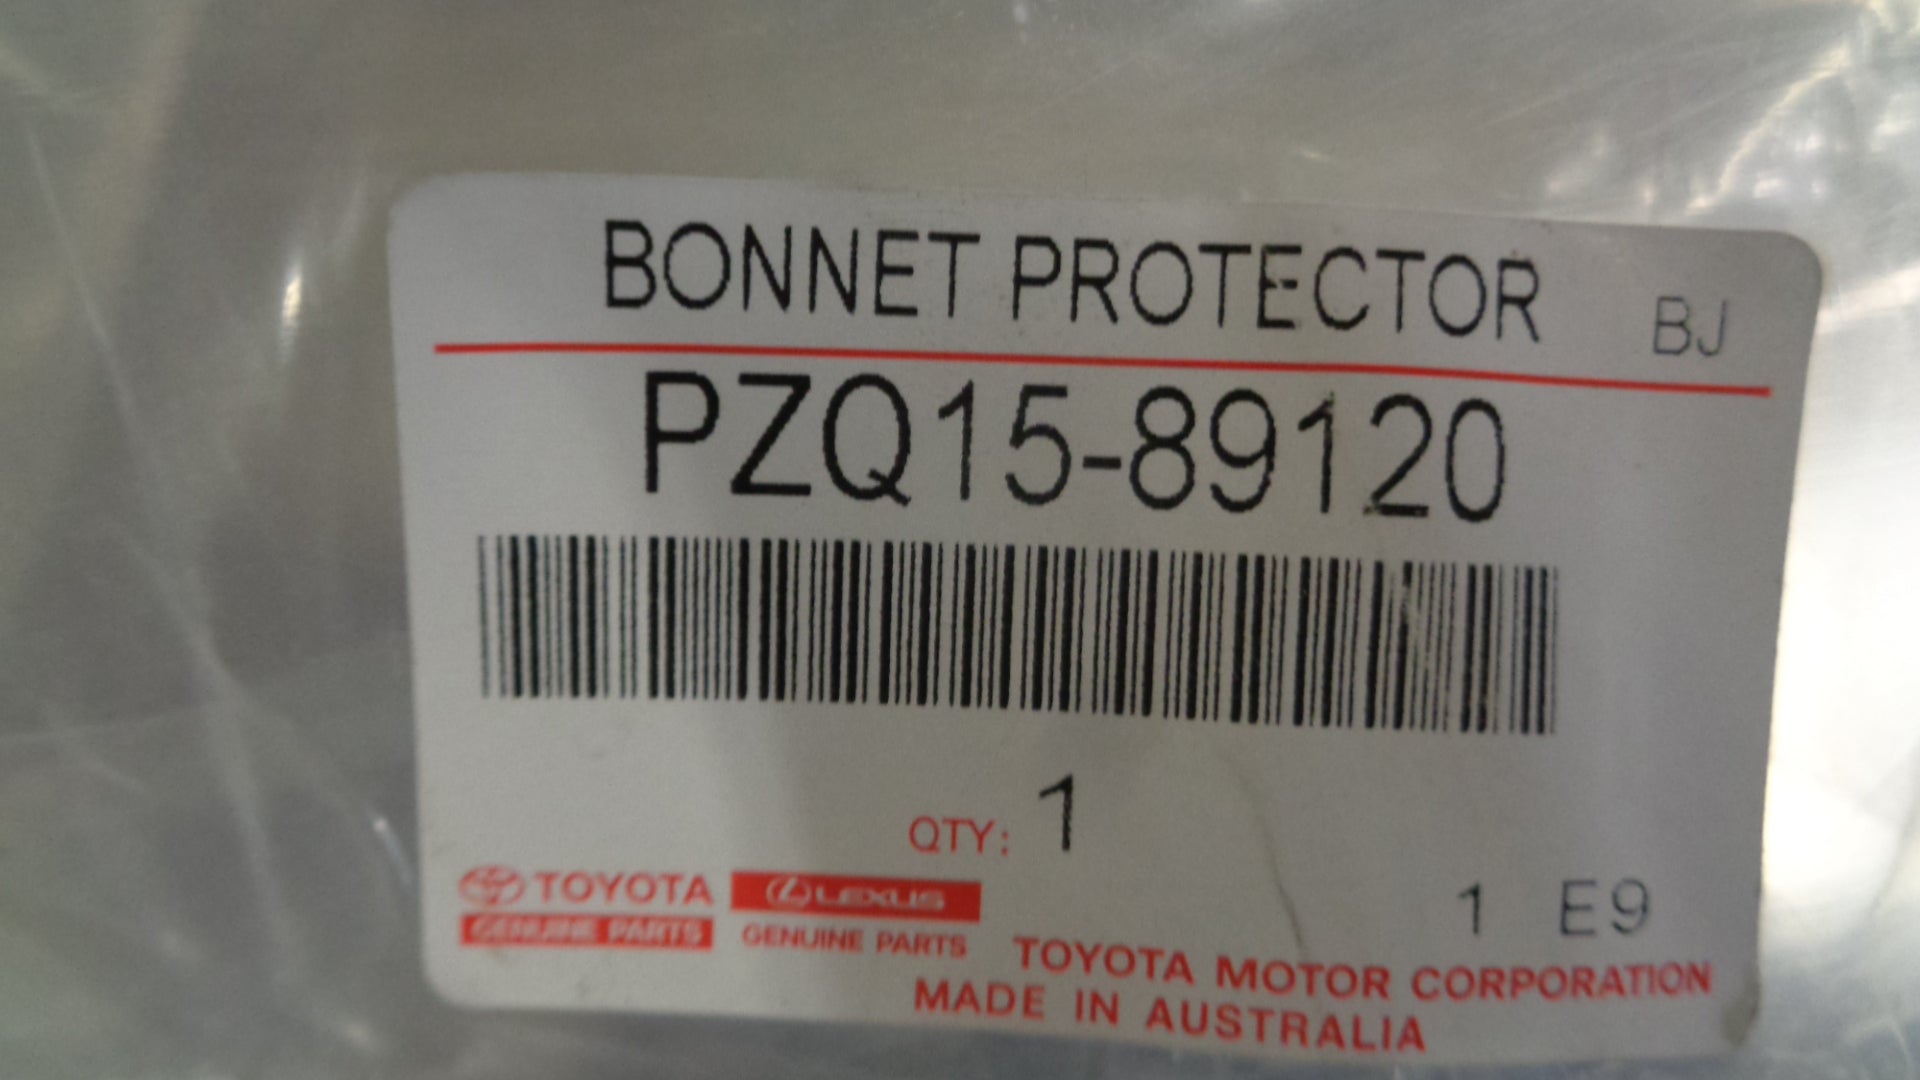 BONNET PROTECTOR BJ
PZQ15-89120
QTY: 1
1 E9
TOYOTA LEXUS
GENUINE PARTS GENUINE PARTS
TOYOTA MOTOR CORPORATION
MADE IN AUSTRALIA